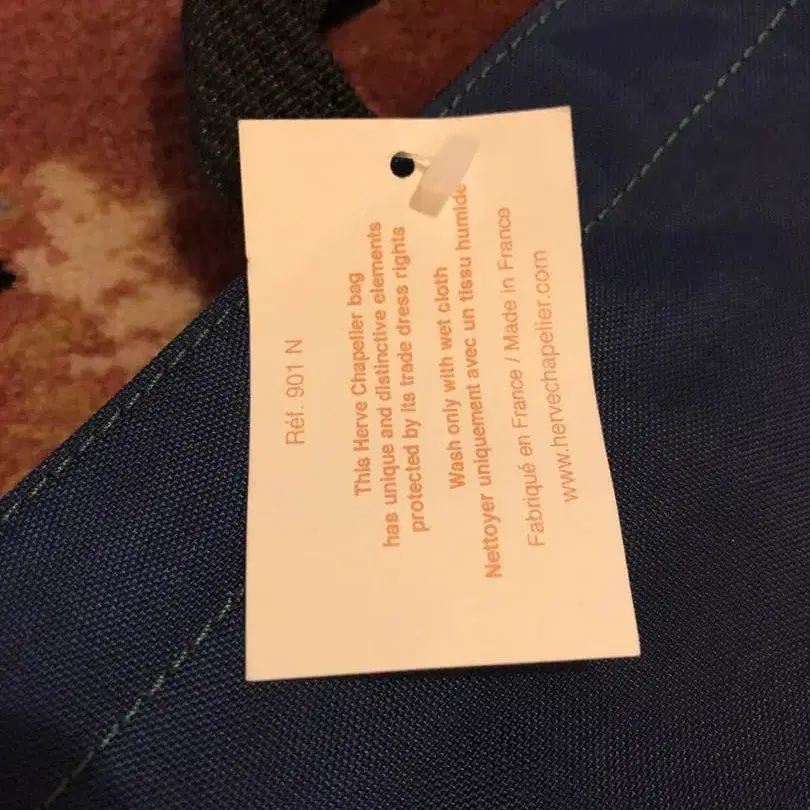 Réf. 901 N
This Herve Chapelier bag
has unique and distinctive elements
protected by its trade dress rights
Wash only with wet cloth
Nettoyer uniquement avec un tissu humide
Fabriqué en France / Made in France
www.hervechapelier.com